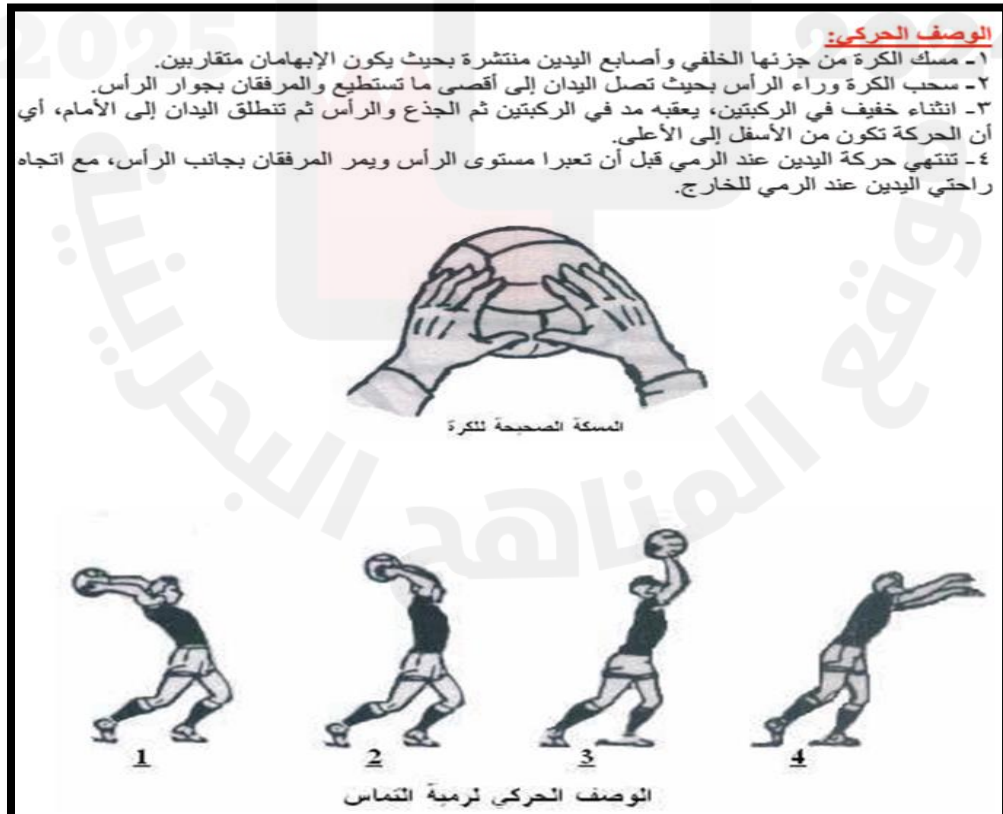 الوصف الحركي:
١- مسك الكرة من جزئها الخلفي وأصابع اليدين منتشرة بحيث يكون الإبهامان متقاربين.
٢- سحب الكرة وراء الرأس بحيث تصل اليدان إلى أقصى ما تستطيع والمرفقان بجوار الرأس.
٣- انثناء خفيف في الركبتين، يعقبه مد في الركبتين ثم الجذع والرأس ثم تنطلق اليدان إلى الأمام، أي
أن الحركة تكون من الأسفل إلى الأعلى.
٤- تنتهي حركة اليدين عند الرمي قبل أن تعبرا مستوى الرأس ويمر المرفقان بجانب الرأس، مع اتجاه
راحتي اليدين عند الرمي للخارج.
المسكة الصحيحة للكرة
1 2 3 4
الوصف الحركي لرمية التماس
موقع المناهج البحرينية
2025